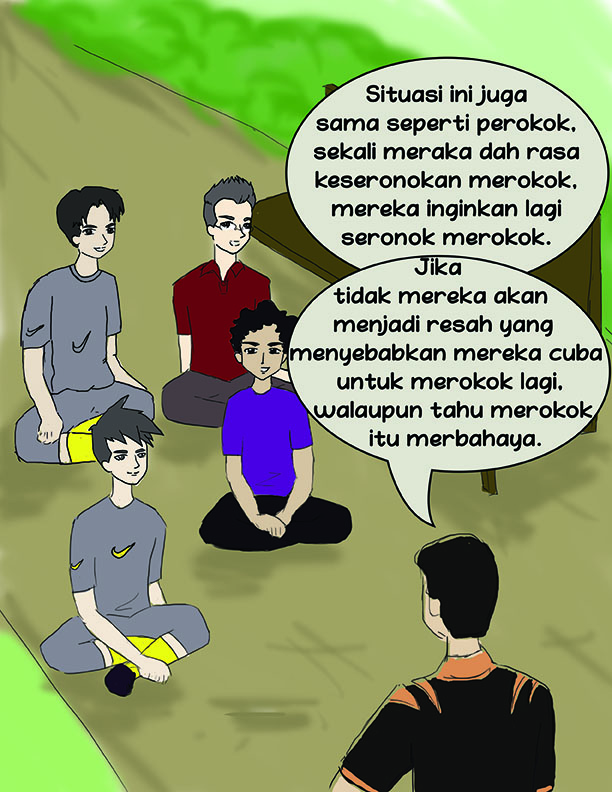 Situasi ini juga
sama seperti perokok,
sekali meraka dah rasa
keseronokan merokok,
mereka inginkan lagi
seronok merokok.
Jika
tidak mereka akan
menjadi resah yang
menyebabkan mereka cuba
untuk merokok lagi,
walaupun tahu merokok
itu merbahaya.